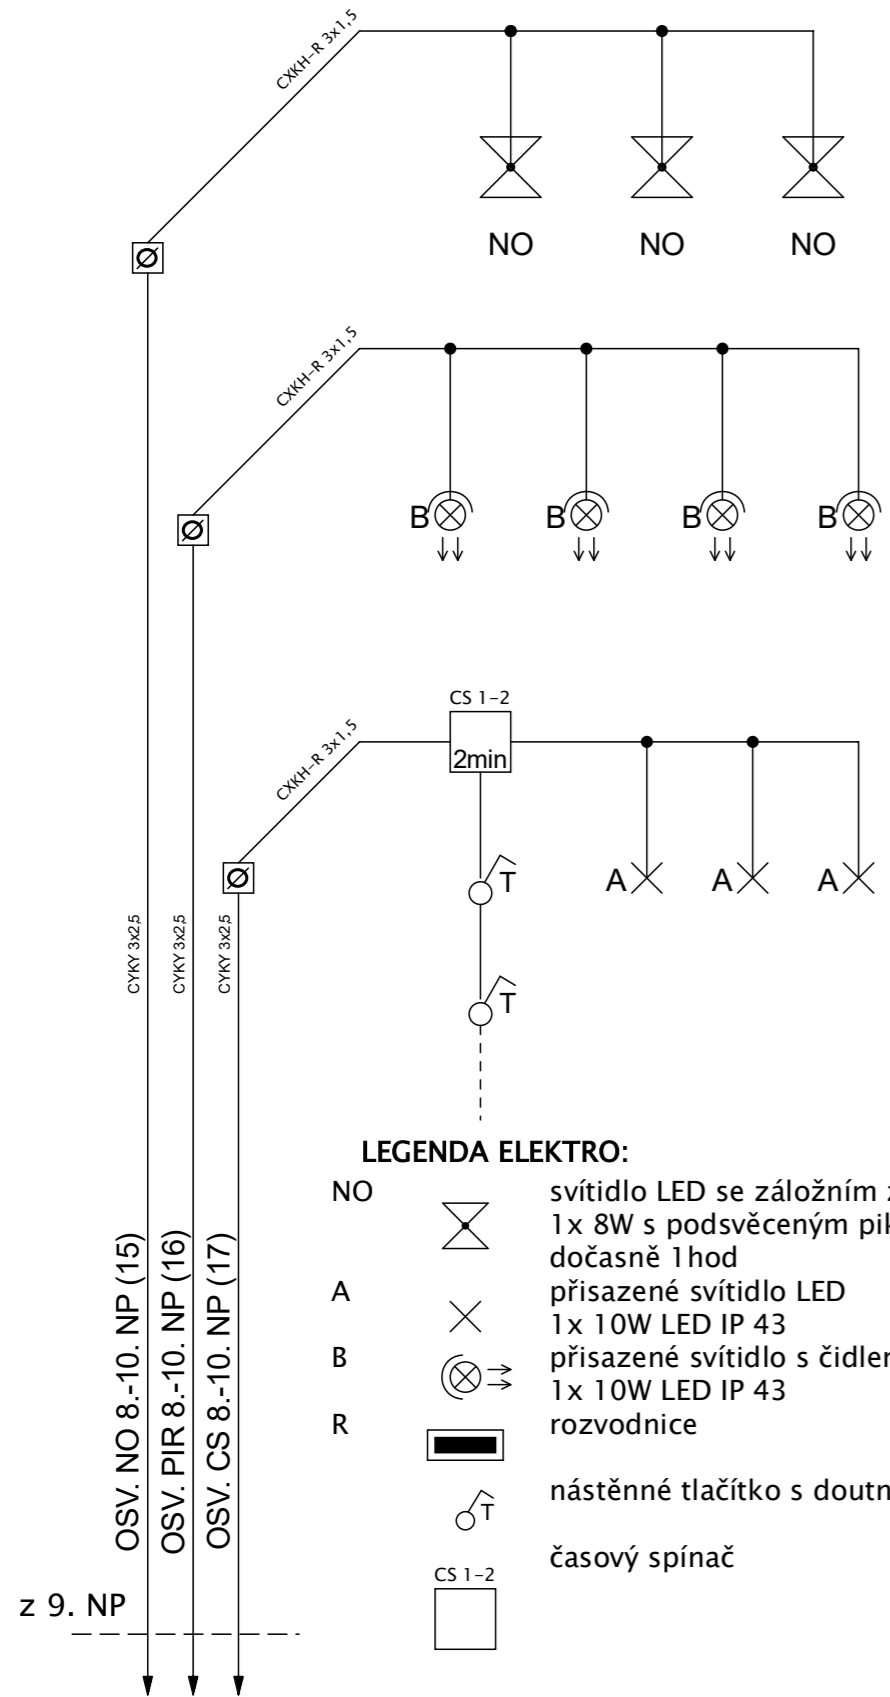 CXKH-R 3x1,5
NO NO NO
CXKH-R 3x1,5
B B B B
CS 1-2
2min
CXKH-R 3x1,5
T A A A
T
CYKY 3x2,5
CYKY 3x2,5
CYKY 3x2,5
OSV. NO 8.-10. NP (15)
OSV. PIR 8.-10. NP (16)
OSV. CS 8.-10. NP (17)
z 9. NP
LEGENDA ELEKTRO:
NO svítidlo LED se záložním
1x 8W s podsvěceným pik
dočasně 1hod
A přisazené svítidlo LED
1x 10W LED IP 43
B přisazené svítidlo s čidle
1x 10W LED IP 43
R rozvodnice
T nástěnné tlačítko s doutn
CS 1-2 časový spínač